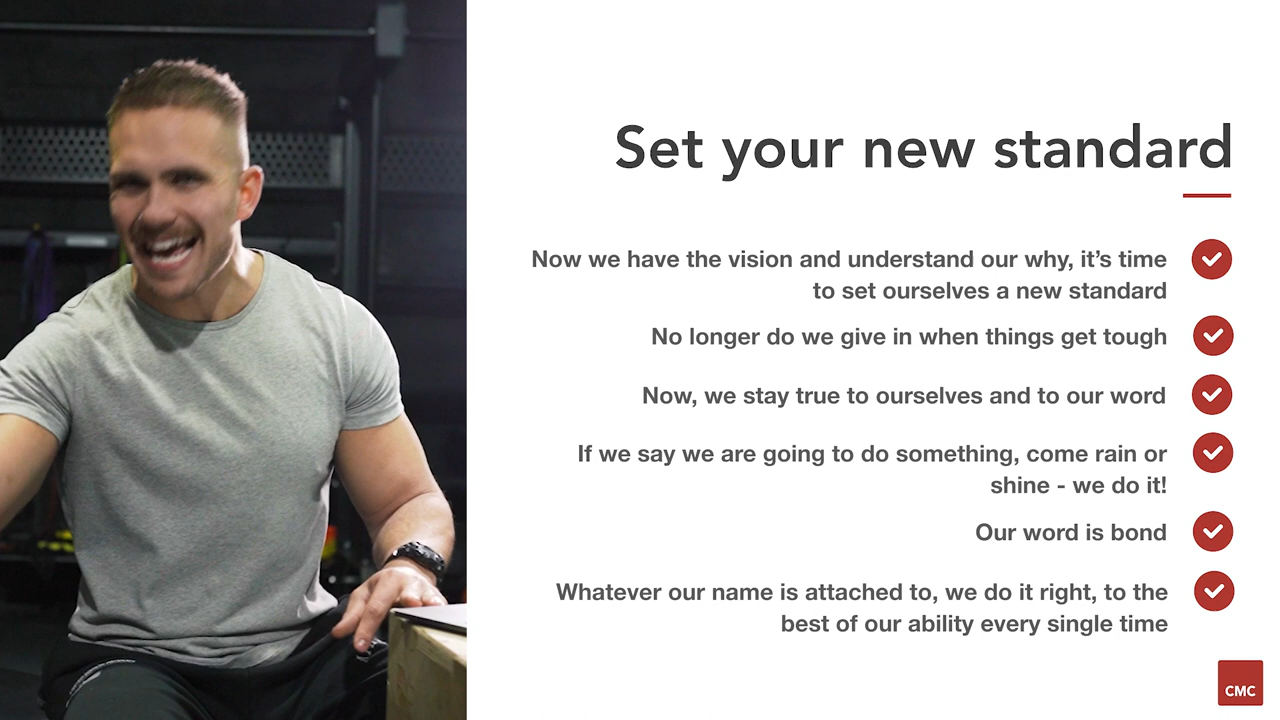 Set your new standard
Now we have the vision and understand our why, it’s time
to set ourselves a new standard
No longer do we give in when things get tough
Now, we stay true to ourselves and to our word
If we say we are going to do something, come rain or
shine - we do it!
Our word is bond
Whatever our name is attached to, we do it right, to the
best of our ability every single time
CMC